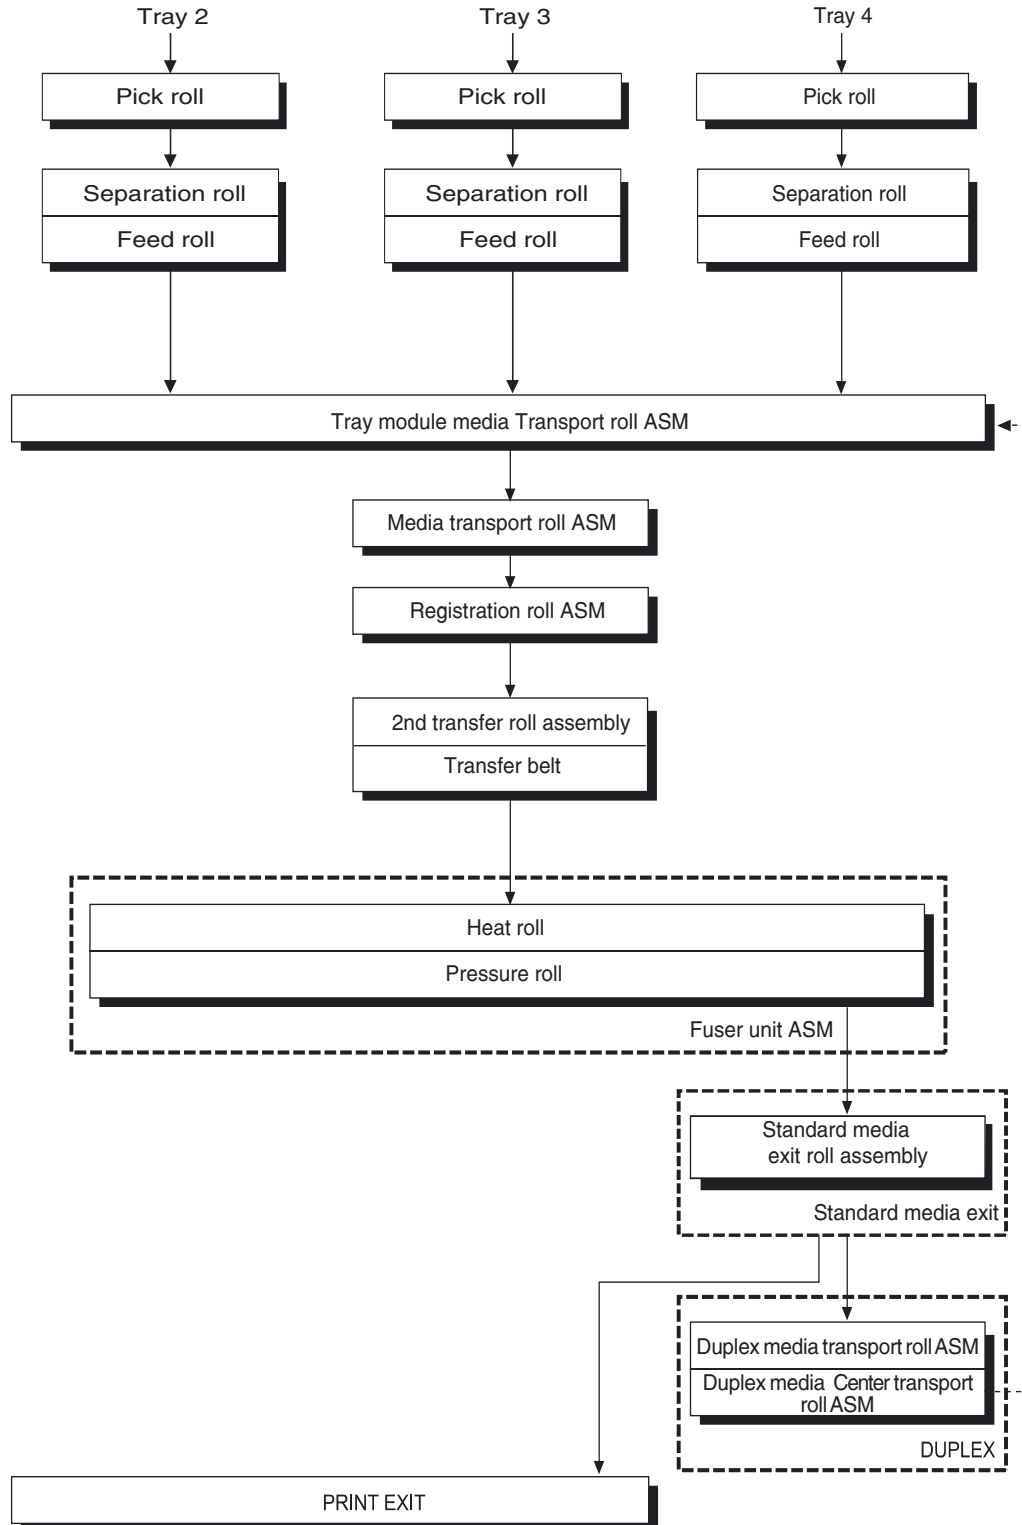 Tray 2
Tray 3
Tray 4
Pick roll
Pick roll
Pick roll
Separation roll
Separation roll
Separation roll
Feed roll
Feed roll
Feed roll
Tray module media Transport roll ASM
Media transport roll ASM
Registration roll ASM
2nd transfer roll assembly
Transfer belt
Heat roll
Pressure roll
Fuser unit ASM
Standard media
exit roll assembly
Standard media exit
Duplex media transport roll ASM
Duplex media Center transport
roll ASM
DUPLEX
PRINT EXIT